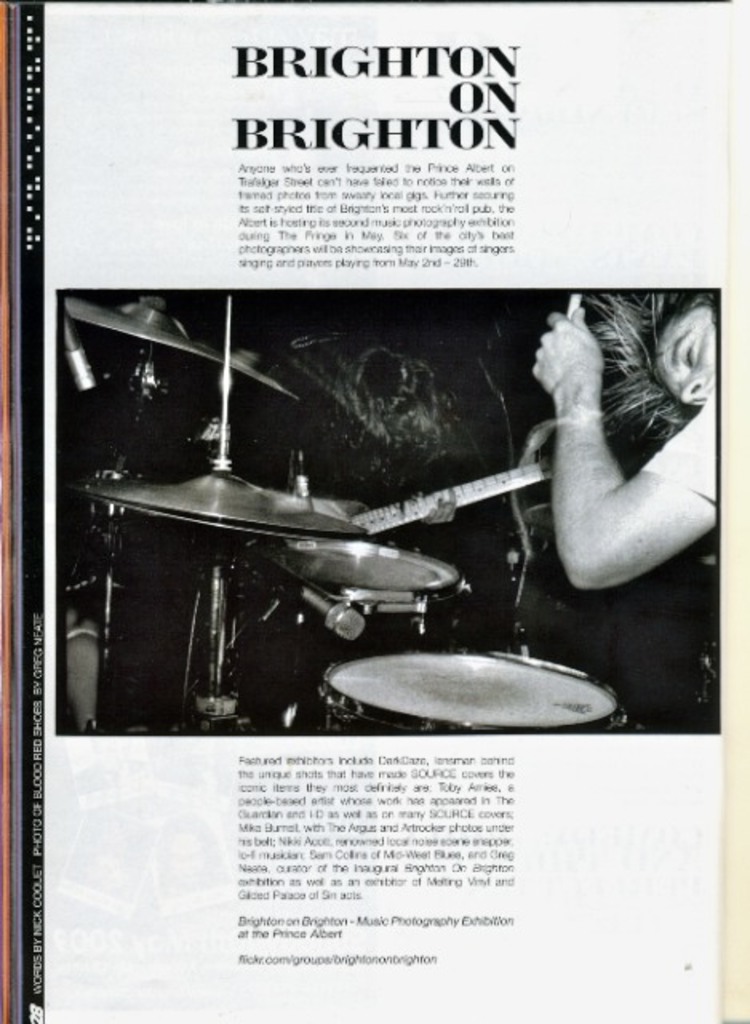 BRIGHTON
ON
BRIGHTON
Anyone who's ever frequented the Prince Albert on
Trafalgar Street can't have failed to notice their walls of
framed photos from sweaty local gigs. Further securing
its self-styled title of Brighton's most rock'n'roll pub, the
Albert is hosting its second music photography exhibition
during The Fringe in May. Six of the city's best
photographers will be showcasing their images of singers
singing and players playing from May 2nd – 29th.
Featured exhibitors include DarkDaze, lensman behind
the unique shots that have made SOURCE covers the
iconic items they most definitely are; Toby Amies, a
people-based artist whose work has appeared in The
Guardian and i-D as well as on many SOURCE covers;
Mike Burnell, with The Argus and Artrocker photos under
his belt; Nikki Acott, renowned local noise scene snapper,
lo-fi musician; Sam Collins of Mid-West Blues, and Greg
Neate, curator of the inaugural Brighton On Brighton
exhibition as well as an exhibitor of Melting Vinyl and
Gilded Palace of Sin acts.
Brighton on Brighton - Music Photography Exhibition
at the Prince Albert
flickr.com/groups/brightononbrighton
WORDS BY NICK COQUET PHOTO OF BLOOD RED SHOES BY GREG NEATE
28